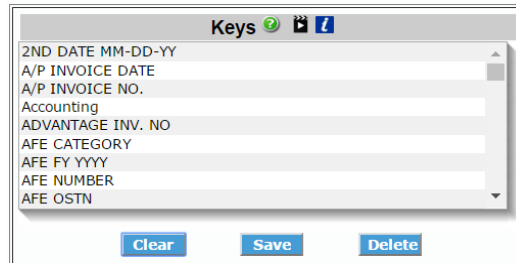 Keys ? i
2ND DATE MM-DD-YY
A/P INVOICE DATE
A/P INVOICE NO.
Accounting
ADVANTAGE INV. NO
AFE CATEGORY
AFE FY YYYY
AFE NUMBER
AFE OSTN
Clear Save Delete